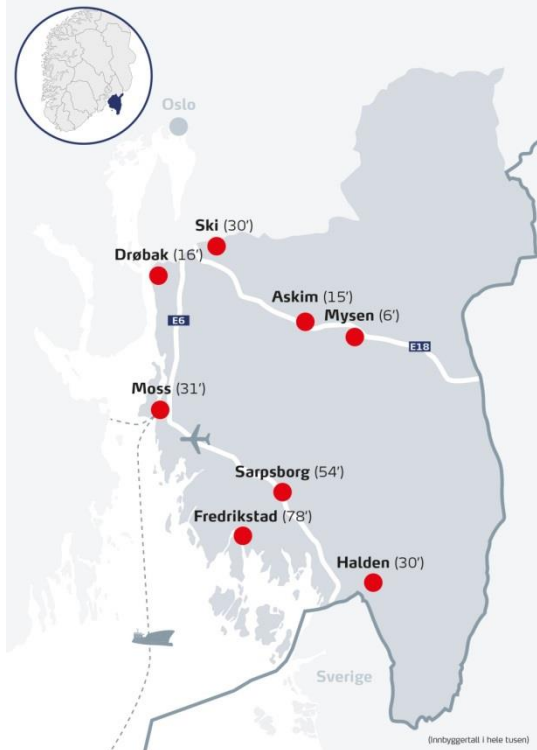 Oslo
Ski (30')
Drøbak (16')
Askim (15')
Mysen (6')
E6
E18
Moss (31')
Sarpsborg (54')
Fredrikstad (78')
Halden (30')
Sverige
(Innbyggertall i hele tusen)